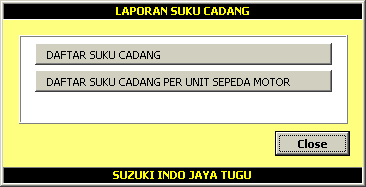 LAPORAN SUKU CADANG
DAFTAR SUKU CADANG
DAFTAR SUKU CADANG PER UNIT SEPEDA MOTOR
Close
SUZUKI INDO JAYA TUGU